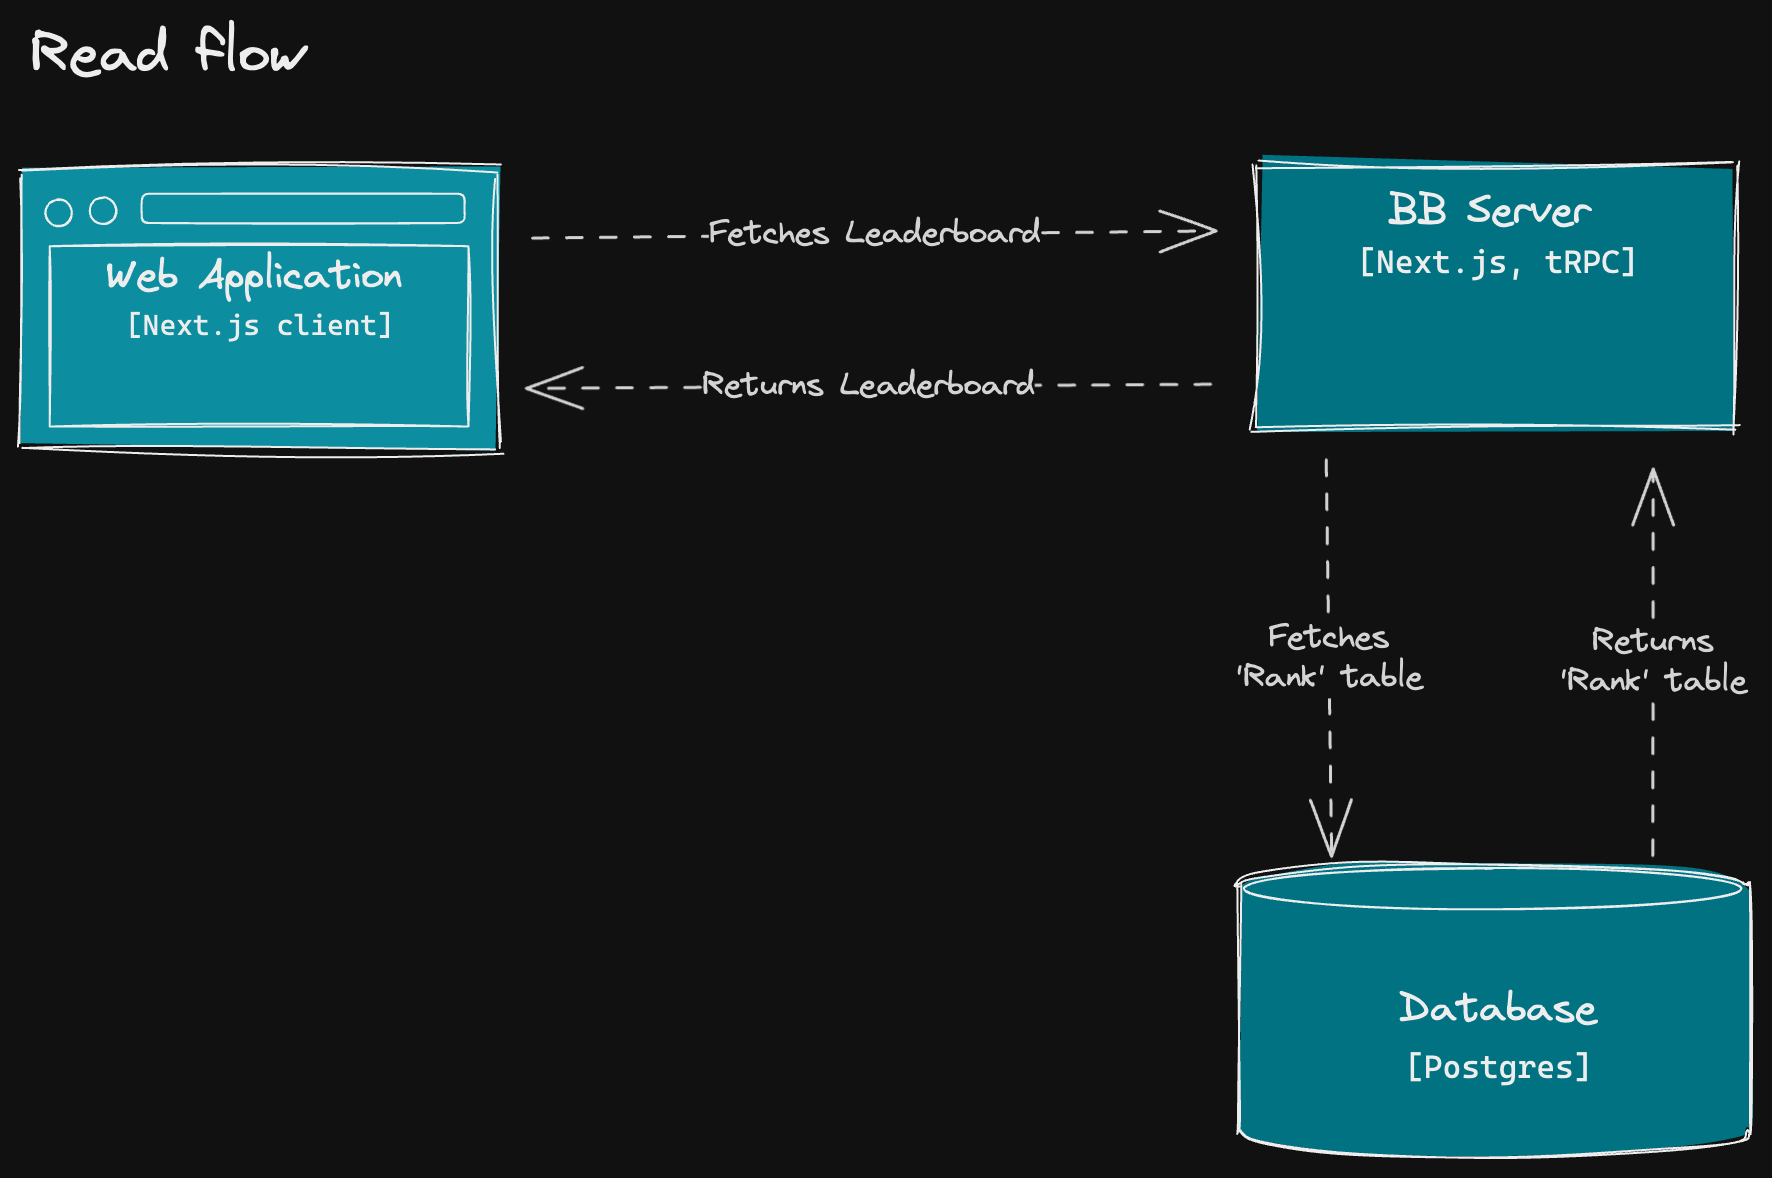 Read flow
Web Application
[Next.js client]
Fetches Leaderboard
Returns Leaderboard
BB Server
[Next.js, tRPC]
Fetches
'Rank' table
Returns
'Rank' table
Database
[Postgres]